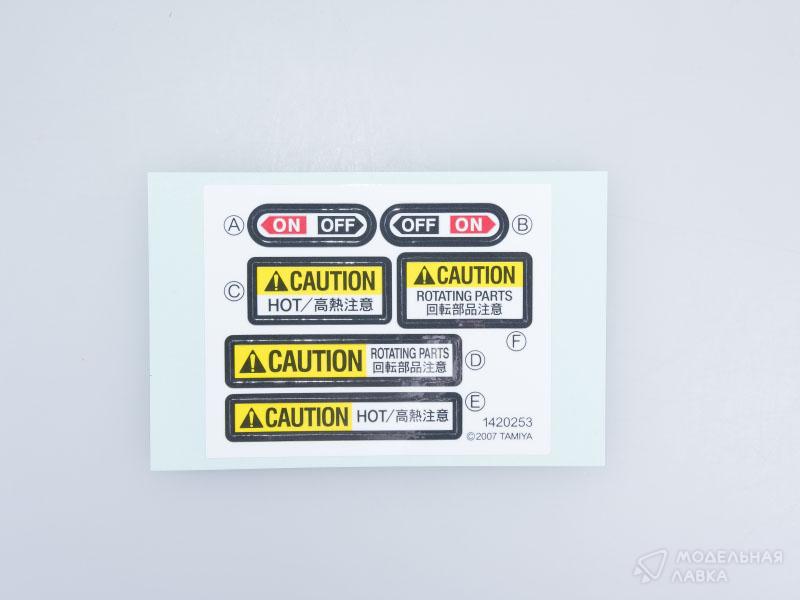 A ON OFF
OFF ON B
C CAUTION
HOT/高熱注意
CAUTION
ROTATING PARTS
回転部品注意
F
CAUTION ROTATING PARTS
回転部品注意
D
CAUTION HOT/高熱注意
E
1420253
©2007 TAMIYA
МОДЕЛЬНАЯ
ЛАВКА